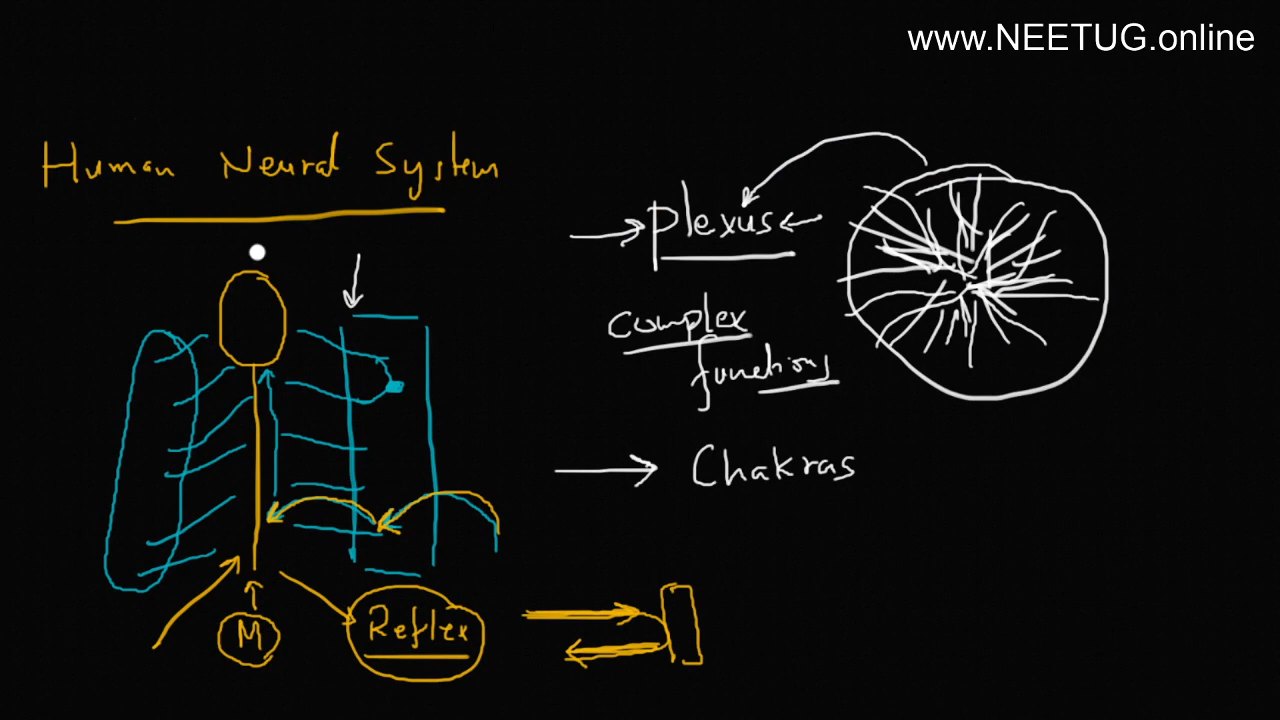 www.NEETUG.online
Human Neural System
Plexus
Complex
functions
Chakras
M
Reflex